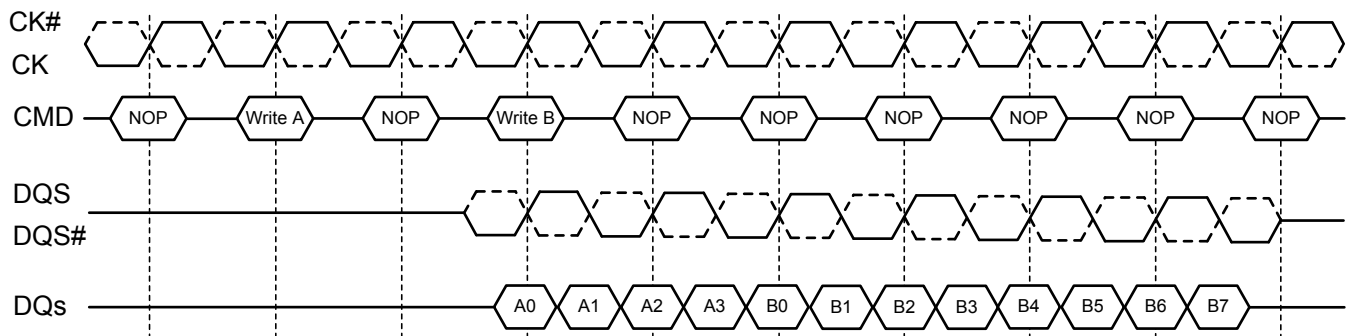 CK#
CK
CMD NOP Write A NOP Write B NOP NOP NOP NOP NOP NOP
DQS
DQS#
DQs A0 A1 A2 A3 B0 B1 B2 B3 B4 B5 B6 B7